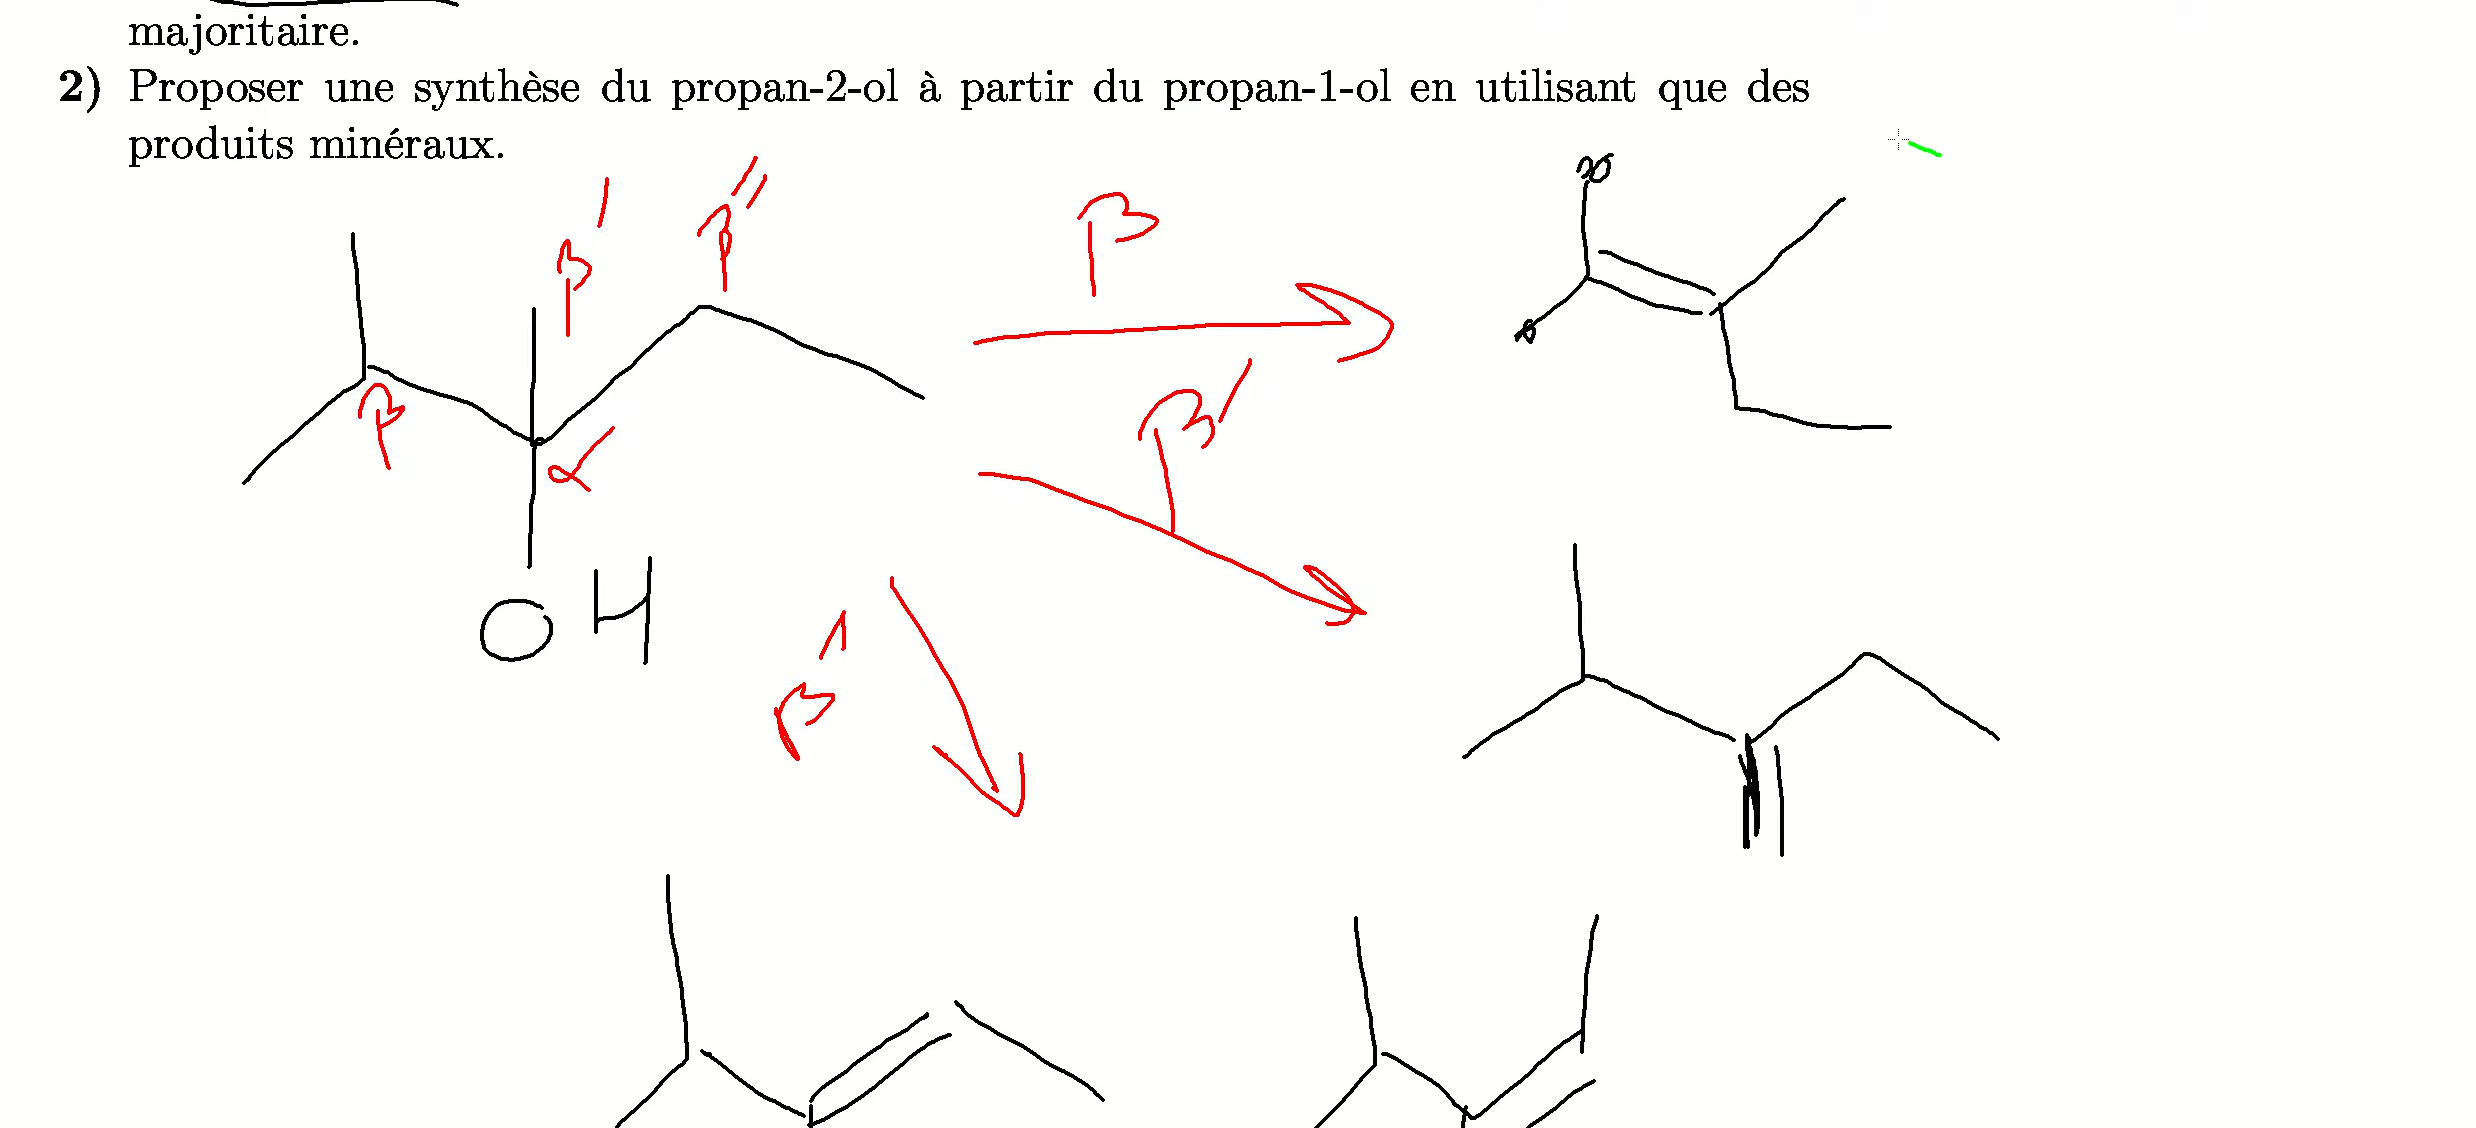 majoritaire.
2) Proposer une synthèse du propan-2-ol à partir du propan-1-ol en utilisant que des
produits minéraux.
β'
β''
β
β
α
OH
β'
β''